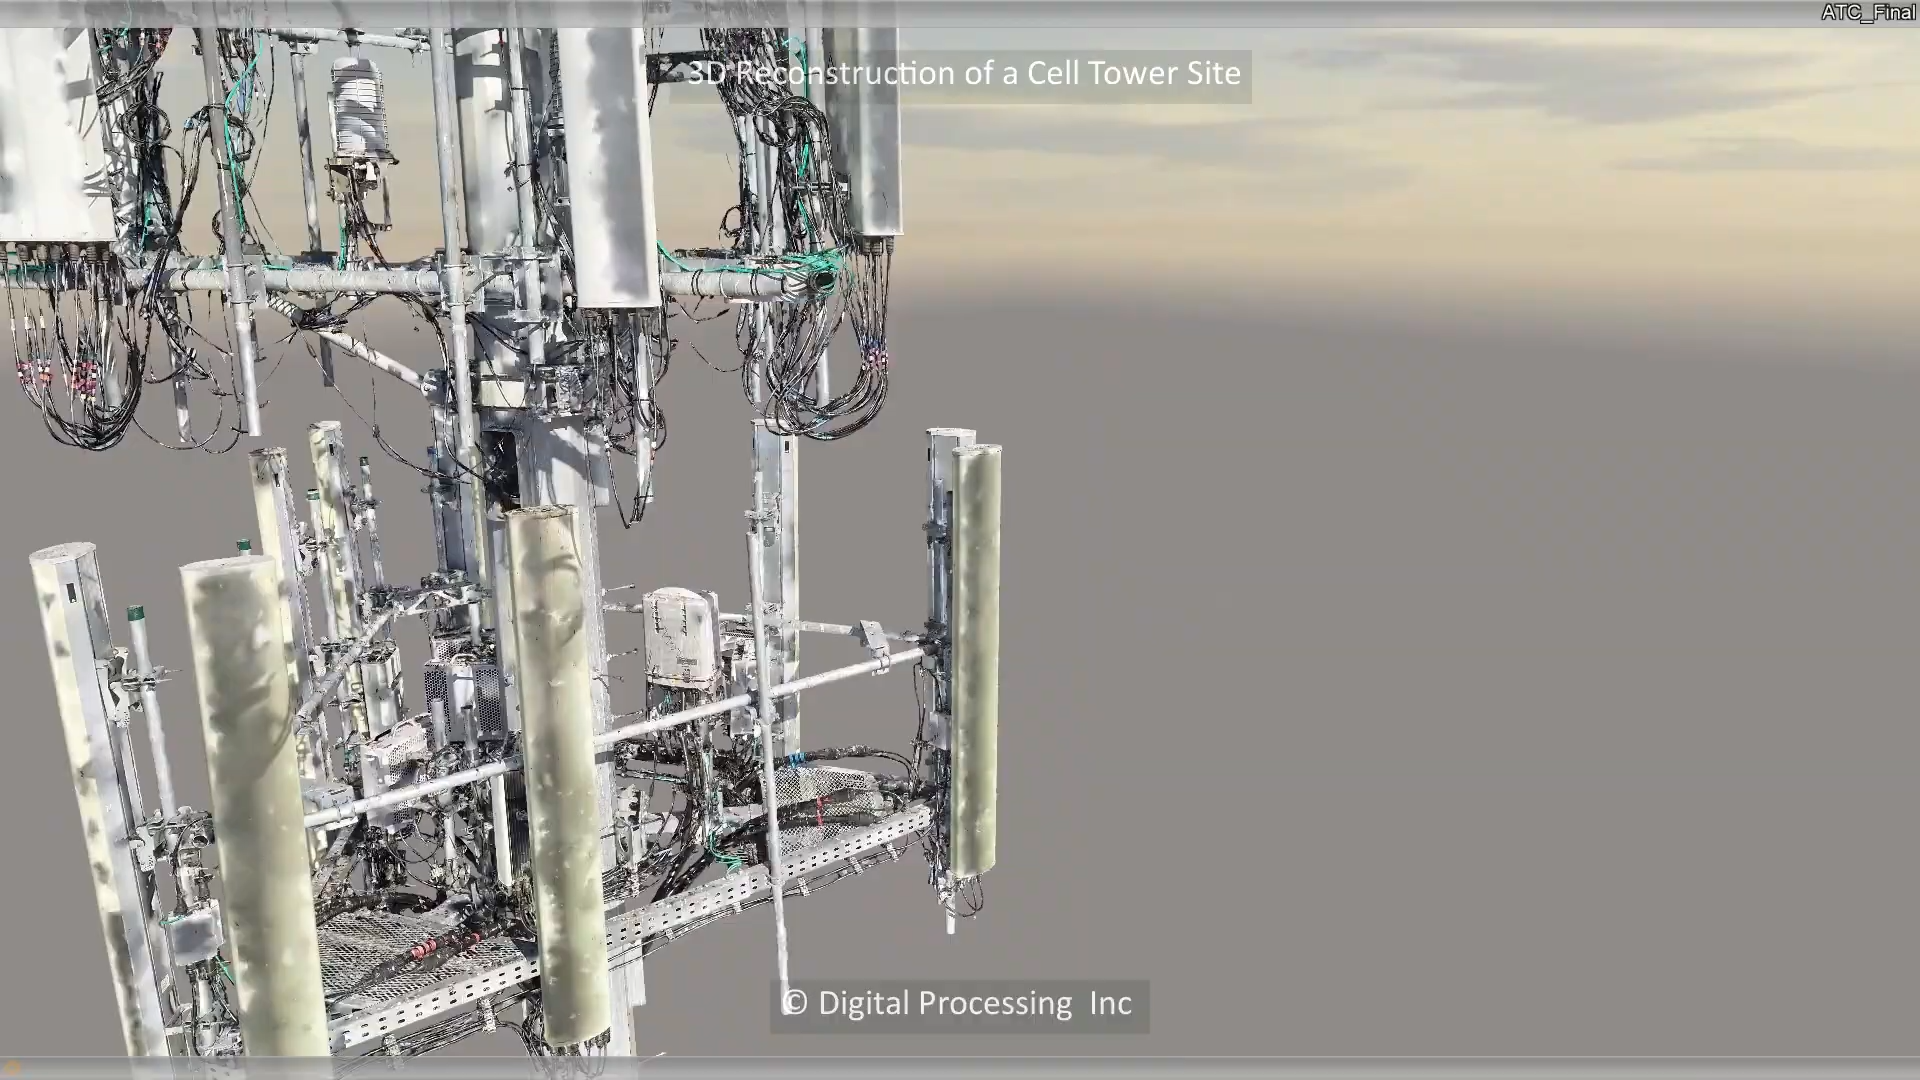 ATC_Final
3D Reconstruction of a Cell Tower Site
© Digital Processing Inc